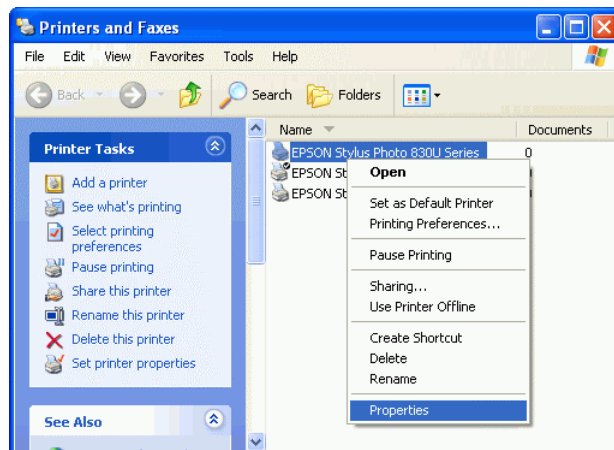 Printers and Faxes
File Edit View Favorites Tools Help
Back Search Folders
Name Documents
Printer Tasks
Add a printer
See what's printing
Select printing
preferences
Pause printing
Share this printer
Rename this printer
Delete this printer
Set printer properties
See Also
EPSON Stylus Photo 830U Series 0
EPSON St
EPSON St
Open
Set as Default Printer
Printing Preferences...
Pause Printing
Sharing...
Use Printer Offline
Create Shortcut
Delete
Rename
Properties